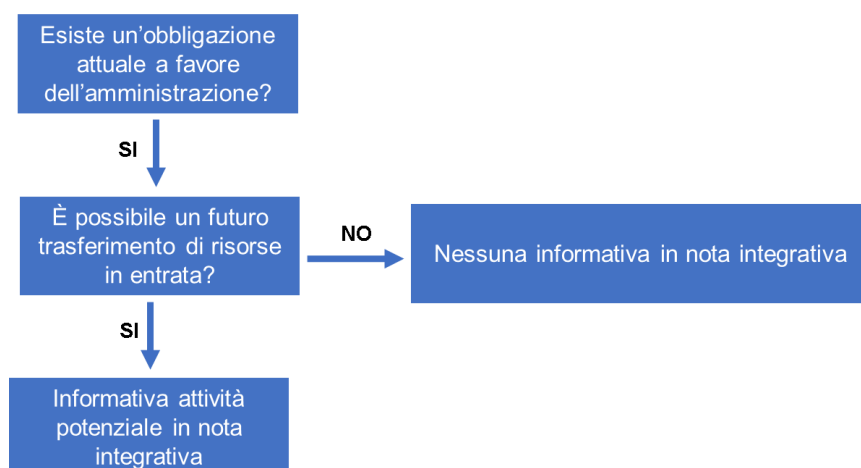 Esiste un'obbligazione
attuale a favore
dell'amministrazione?
SI
È possibile un futuro
trasferimento di risorse
in entrata?
NO
Nessuna informativa in nota integrativa
SI
Informativa attività
potenziale in nota
integrativa